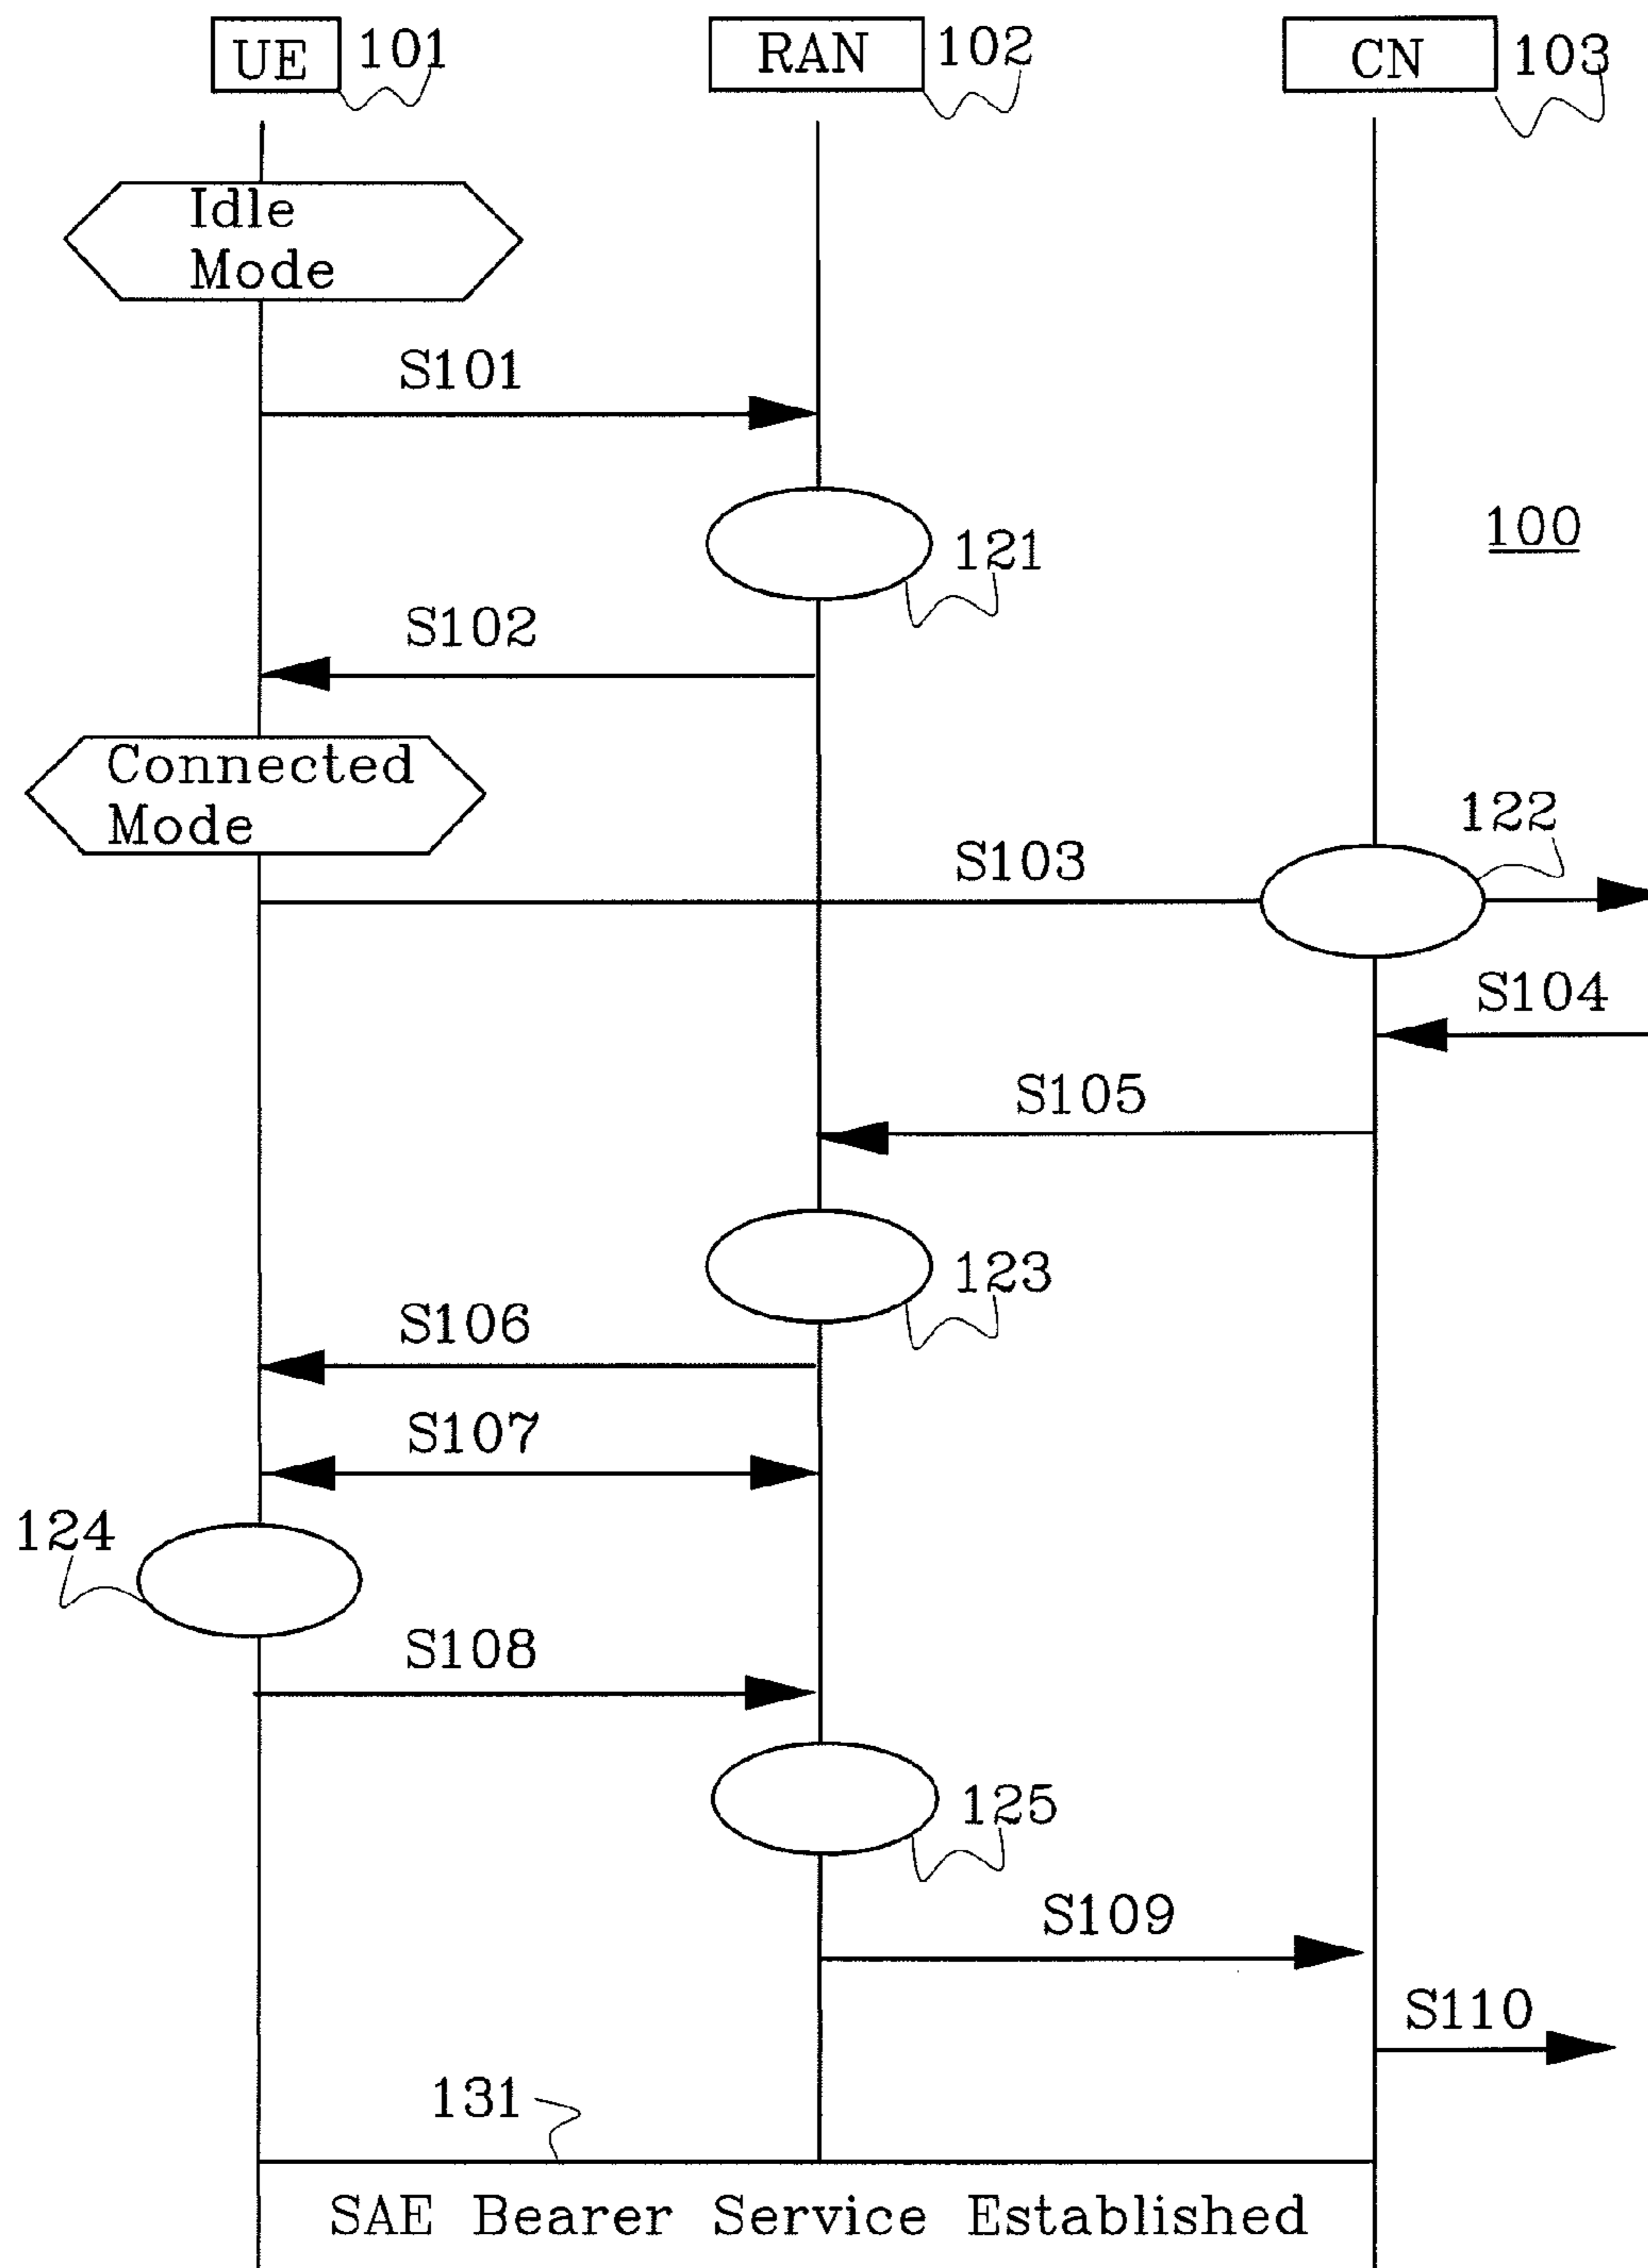 UE 101 RAN 102 CN 103
Idle
Mode
S101
100
121
S102
Connected
Mode
122
S103
S104
S105
123
S106
S107
124
S108
125
S109
S110
131
SAE Bearer Service Established